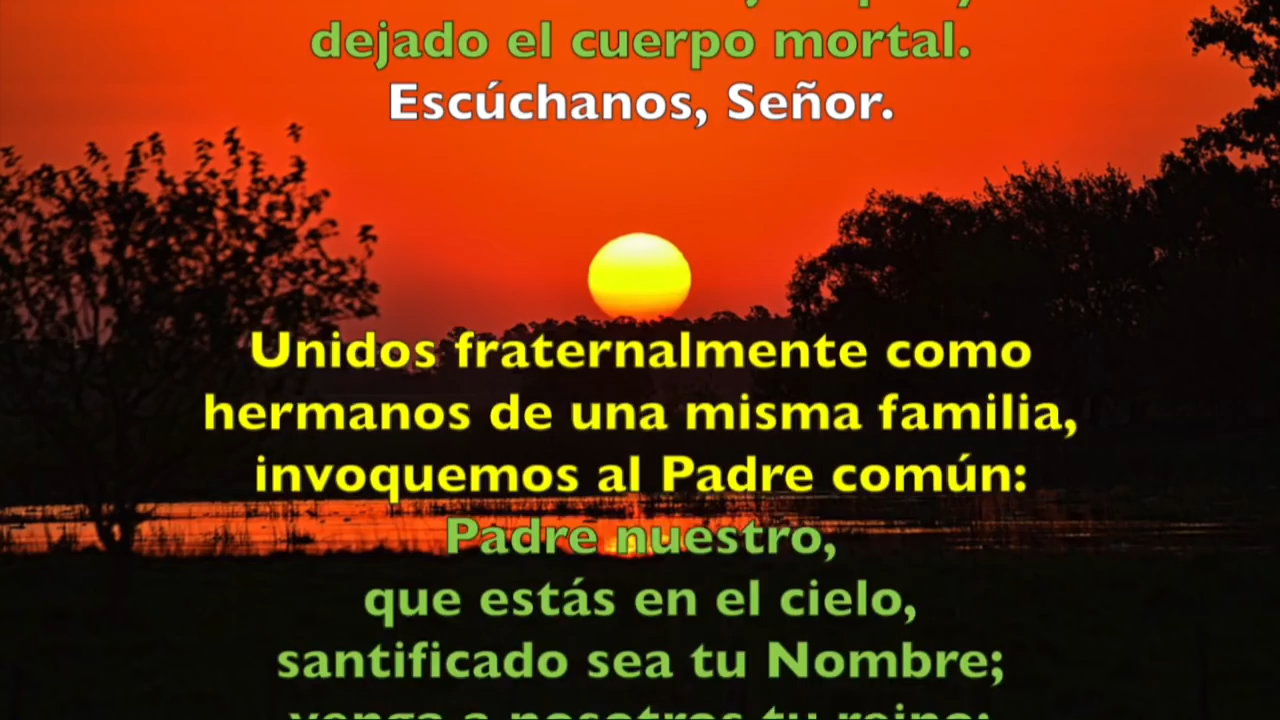 dejado el cuerpo mortal.
Escúchanos, Señor.
Unidos fraternalmente como
hermanos de una misma familia,
invoquemos al Padre común:
Padre nuestro,
que estás en el cielo,
santificado sea tu Nombre;
venga a nosotros tu reino;